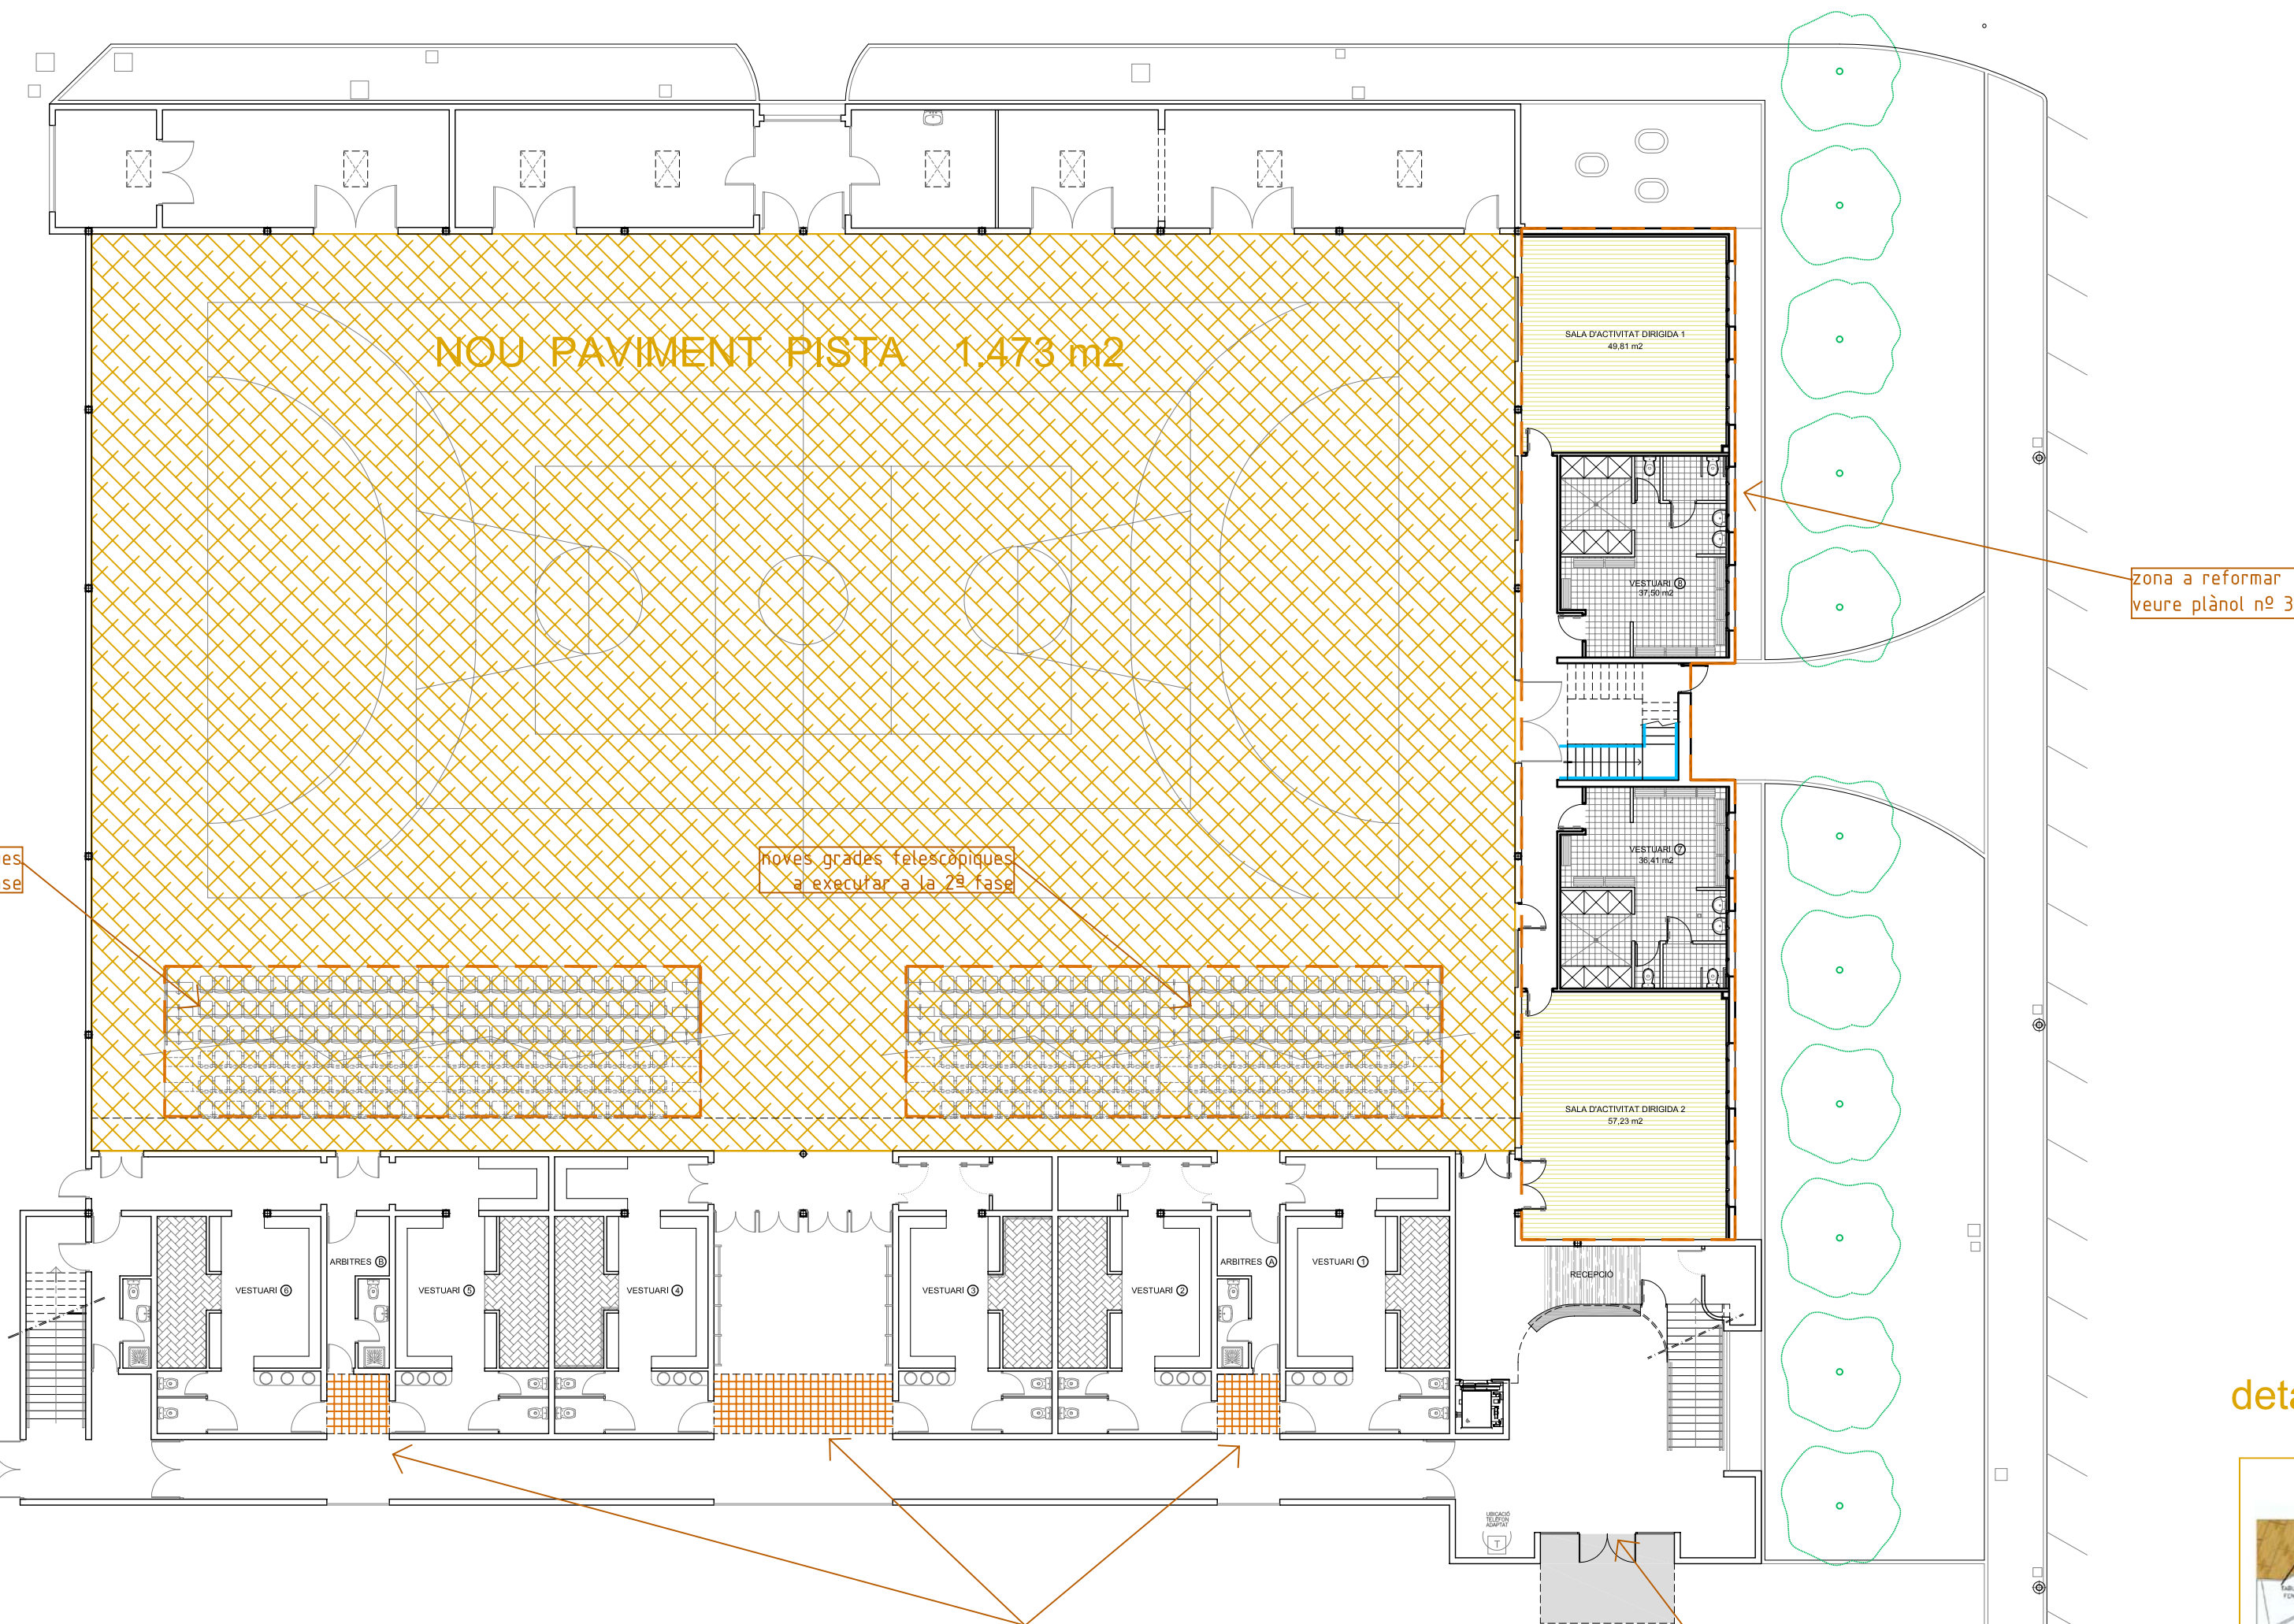 NOU PAVIMENT PISTA 1.473 m2
SALA D'ACTIVITAT DIRIGIDA 1
49,81 m2
VESTUARI 8
37,50 m2
zona a reformar
veure plànol nº 3
es
se
noves grades telescòpiques
a executar a la 2ª fase
VESTUARI 7
36,41 m2
SALA D'ACTIVITAT DIRIGIDA 2
57,23 m2
RECEPCIÓ
VESTUARI 6
ARBITRES B
VESTUARI 5
VESTUARI 4
VESTUARI 3
VESTUARI 2
ARBITRES A
VESTUARI 1
UBICACIÓ
TELÈFON
ADAPTAT
T
deta